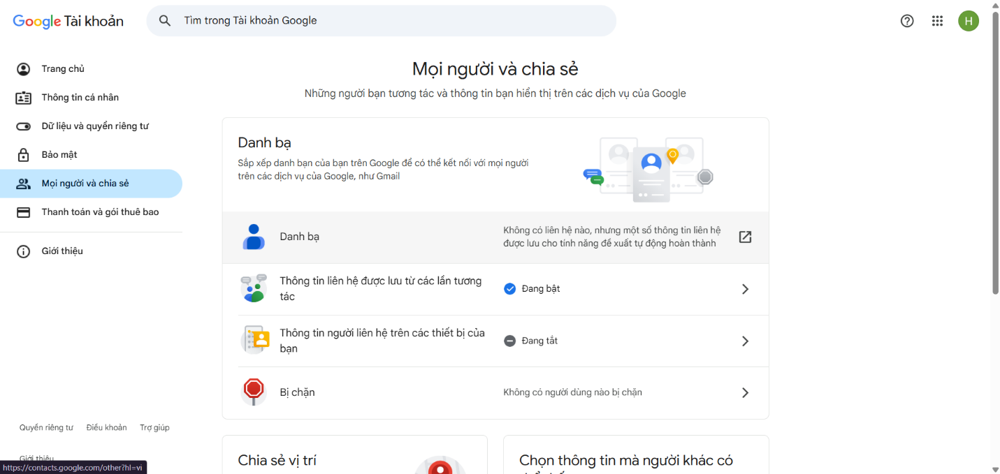 Google Tài khoản
Tìm trong Tài khoản Google
H
Trang chủ
Thông tin cá nhân
Dữ liệu và quyền riêng tư
Bảo mật
Mọi người và chia sẻ
Thanh toán và gói thuê bao
Giới thiệu
Mọi người và chia sẻ
Những người bạn tương tác và thông tin bạn hiển thị trên các dịch vụ của Google
Danh bạ
Sắp xếp danh bạn của bạn trên Google để có thể kết nối với mọi người
trên các dịch vụ của Google, như Gmail
Danh bạ
Không có liên hệ nào, nhưng một số thông tin liên hệ
được lưu cho tính năng đề xuất tự động hoàn thành
Thông tin liên hệ được lưu từ các lần tương
tác
Đang bật
Thông tin người liên hệ trên các thiết bị của
bạn
Đang tắt
Bị chặn
Không có người dùng nào bị chặn
Chia sẻ vị trí
Chọn thông tin mà người khác có
Quyền riêng tư
Điều khoản
Trợ giúp
Giới thiệu
https://contacts.google.com/other?hl=vi